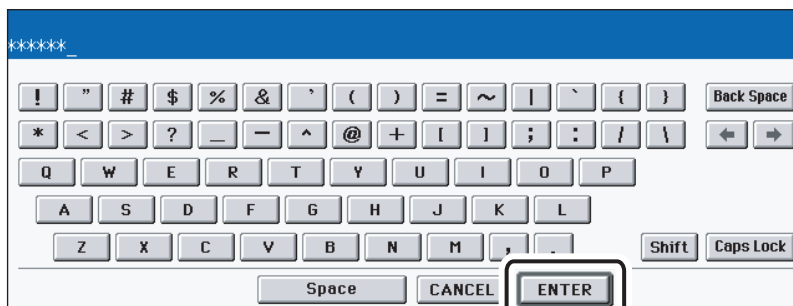 ******_
! " # $ % & ' ( ) = ~ | ` { } Back Space
* < > ? _ - ^ @ + [ ] ; : / \ ← →
Q W E R T Y U I O P
A S D F G H J K L
Z X C V B N M , . Shift Caps Lock
Space CANCEL ENTER